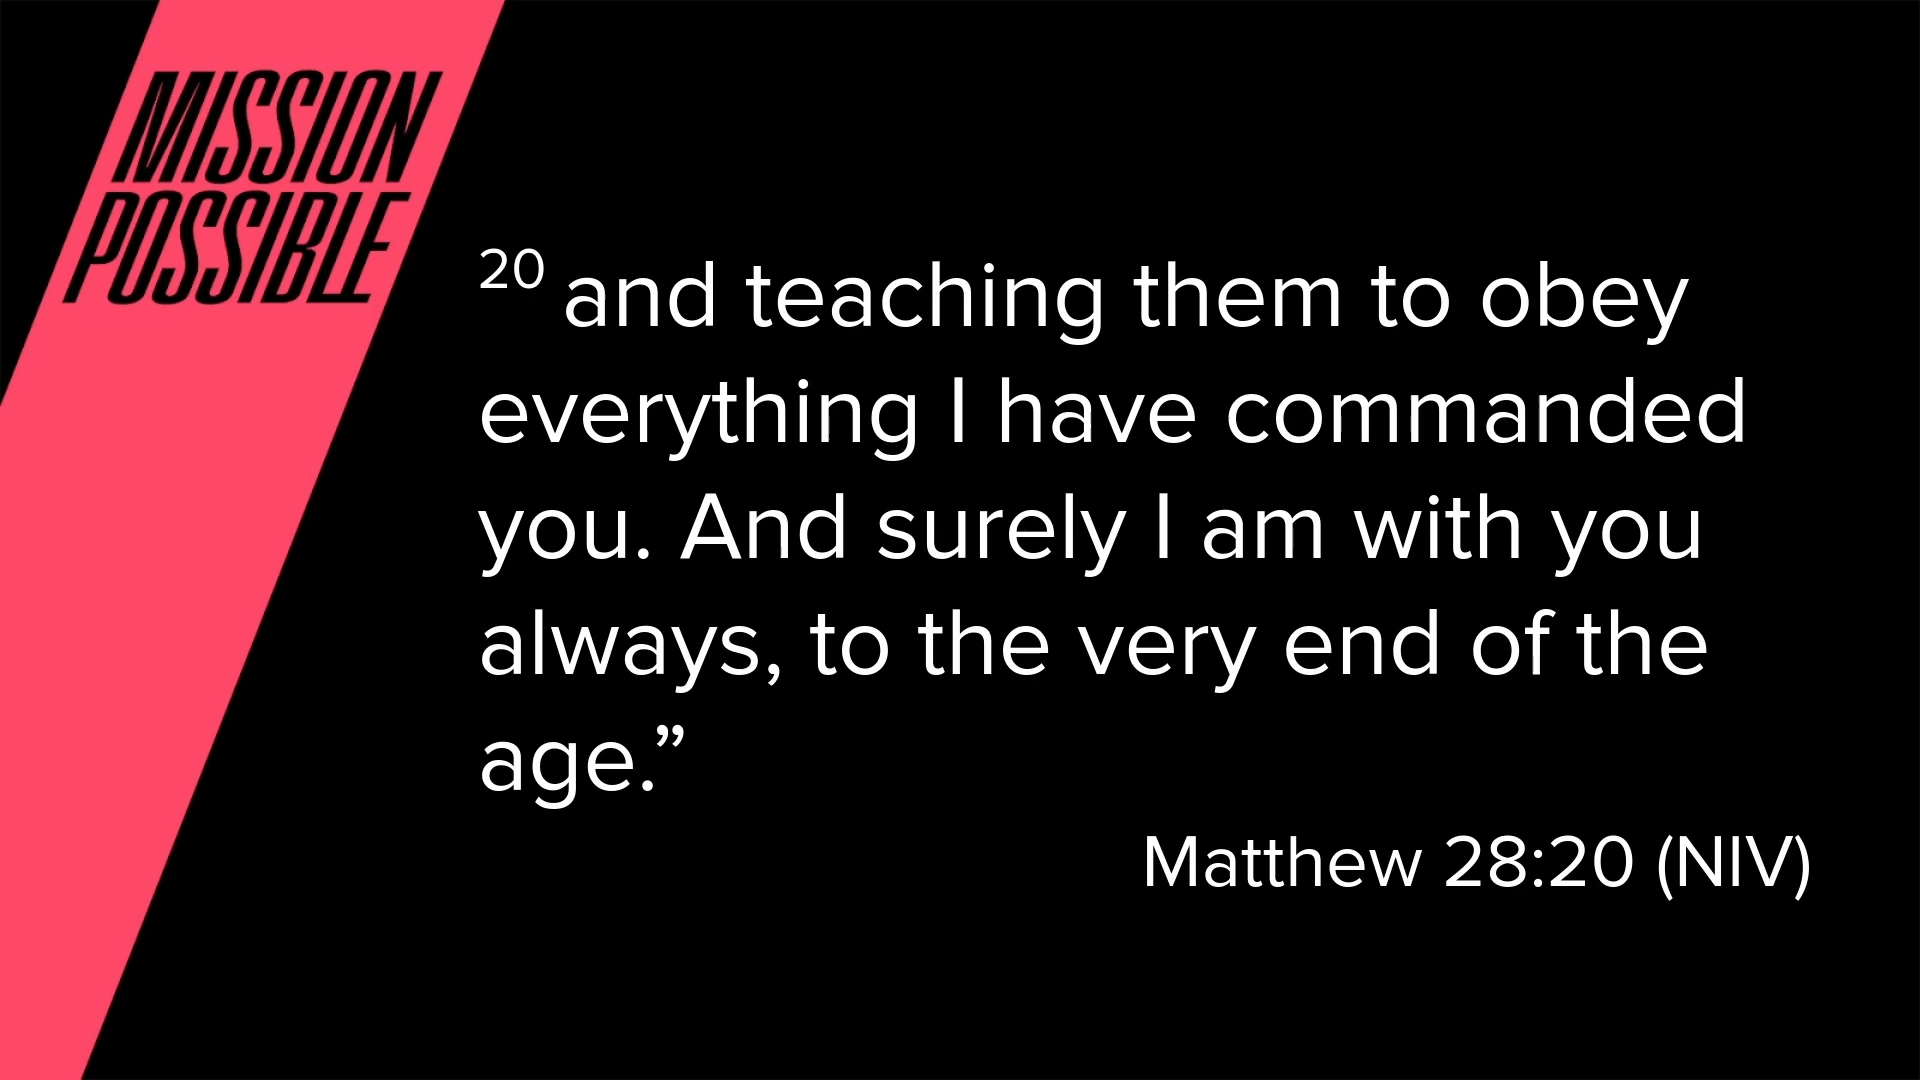 MISSION
POSSIBLE
20 and teaching them to obey
everything I have commanded
you. And surely I am with you
always, to the very end of the
age.”
Matthew 28:20 (NIV)